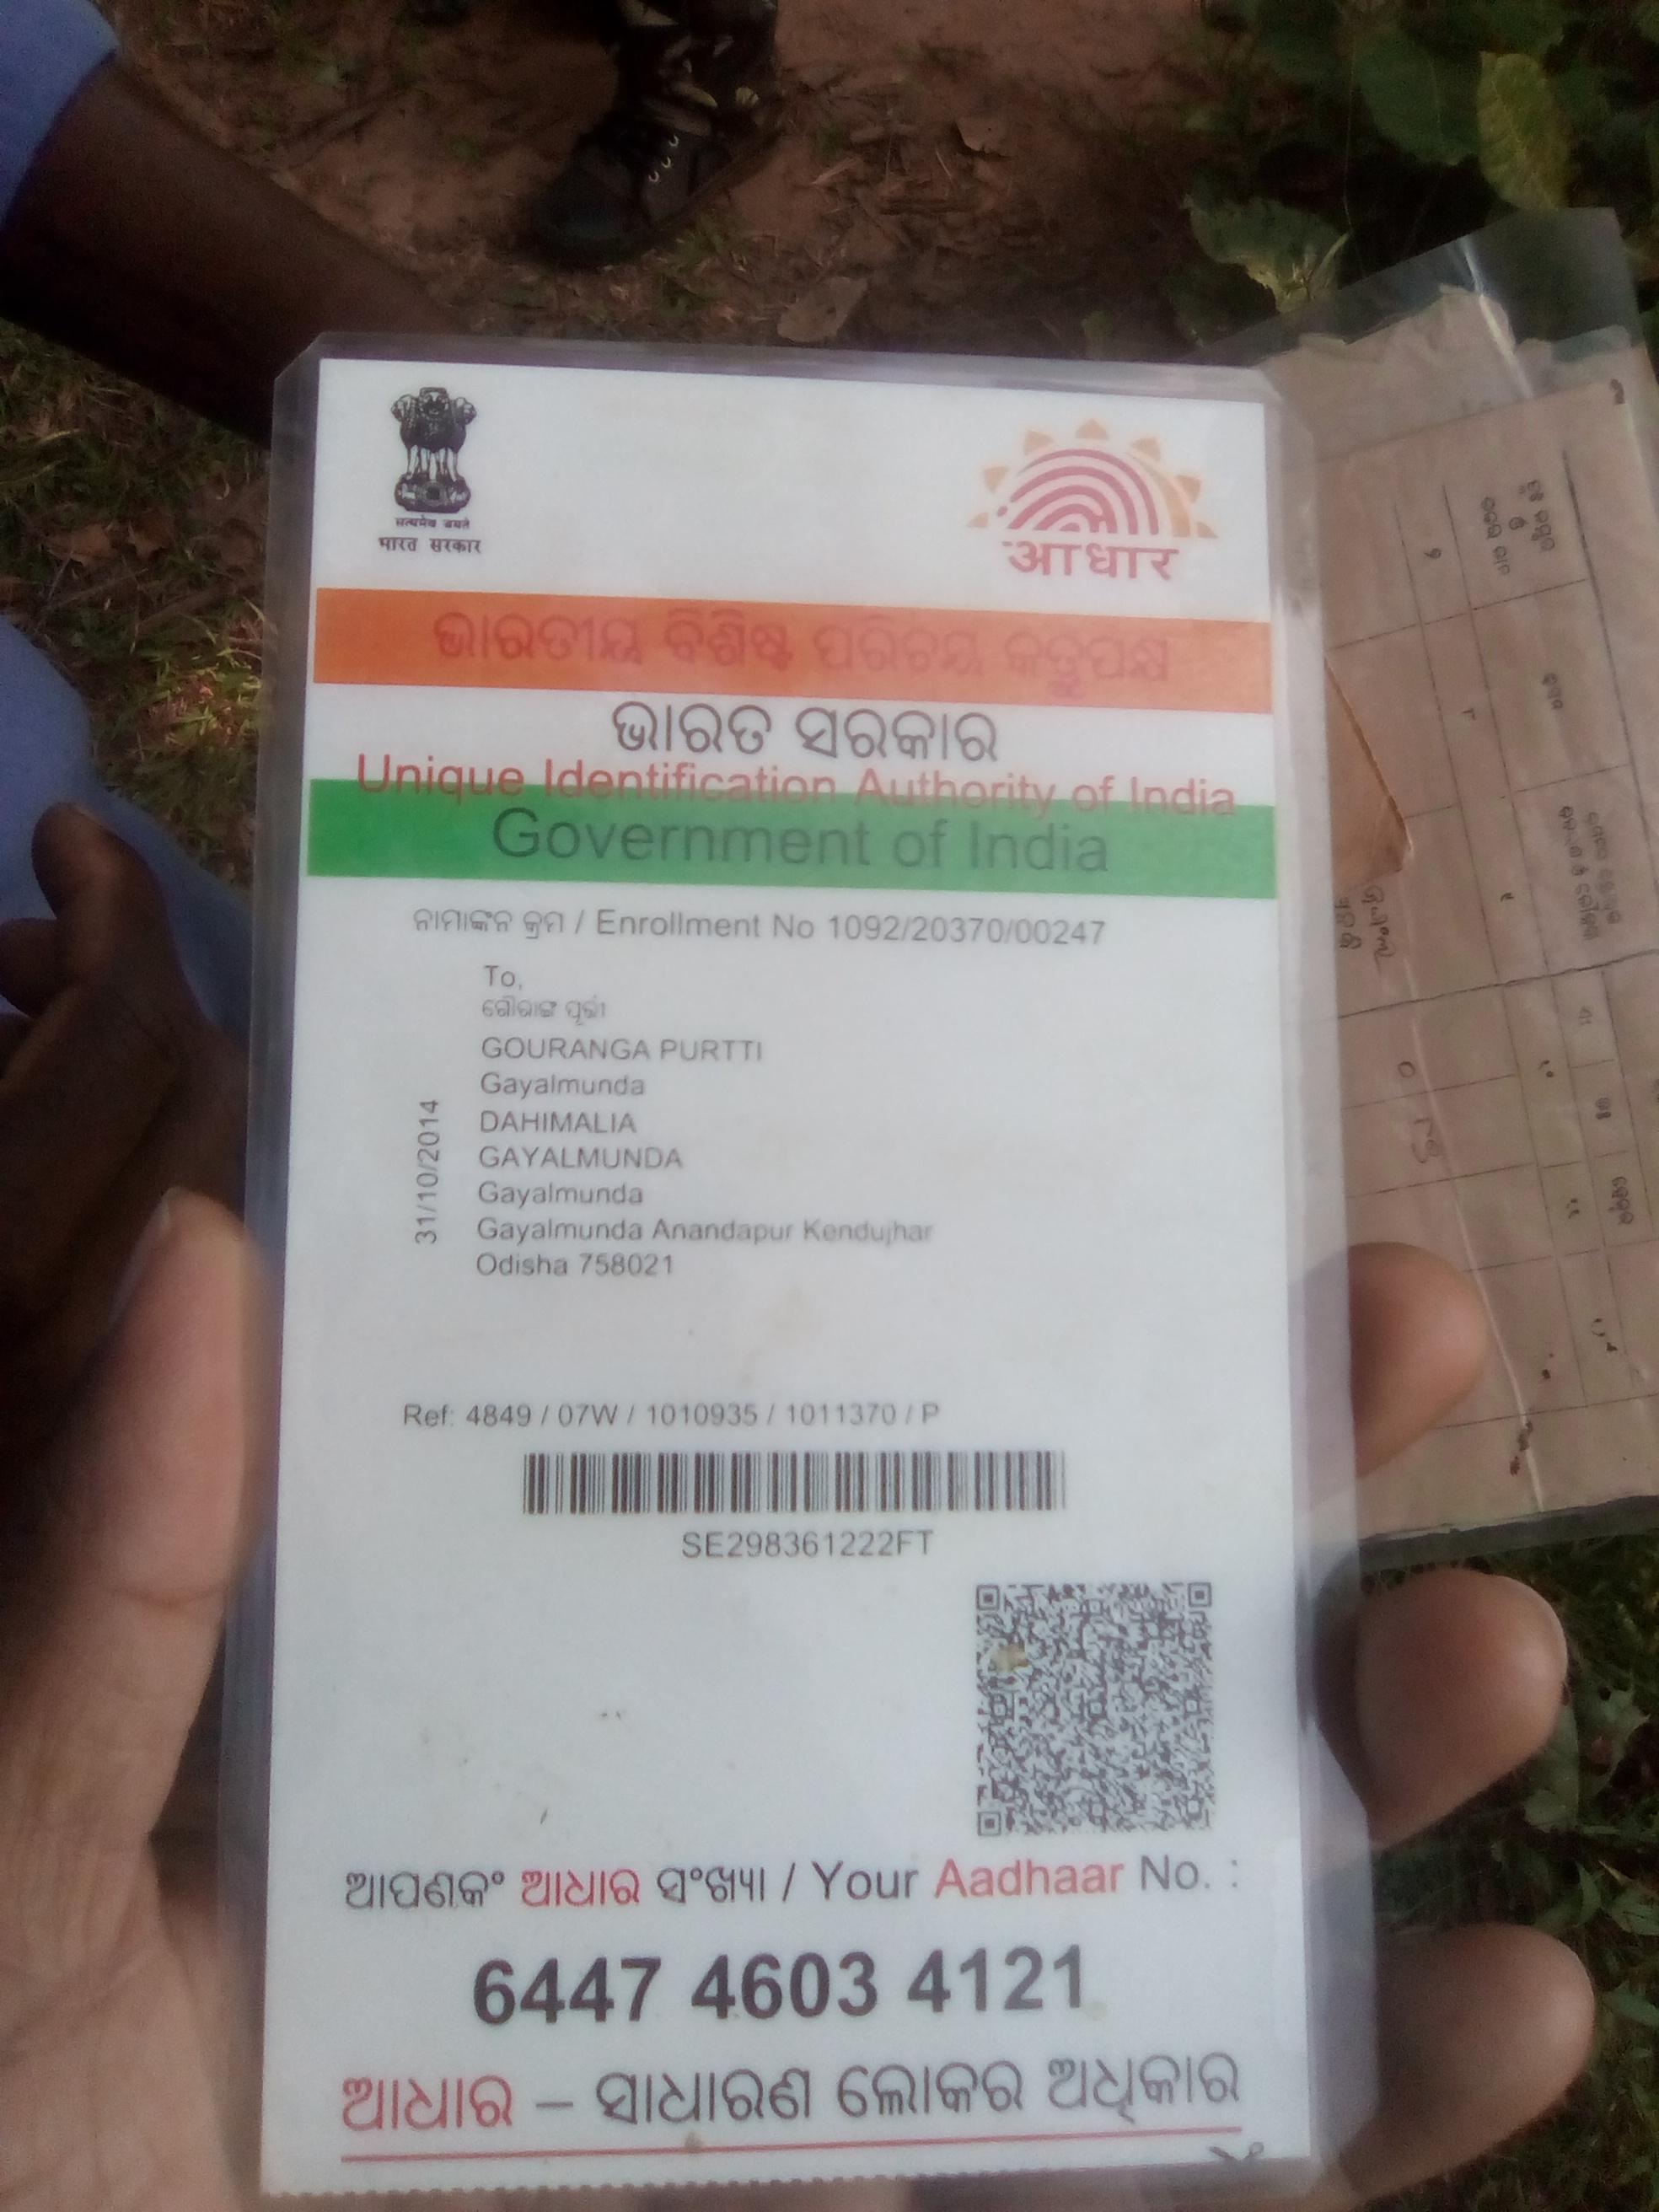 सत्यमेव जयते
भारत सरकार
आधार
ଭାରତୀୟ ବିଶିଷ୍ଟ ପରିଚୟ କର୍ତ୍ତୃପକ୍ଷ
ଭାରତ ସରକାର
Unique Identification Authority of India
Government of India
ନାମାଙ୍କନ କ୍ରମ / Enrollment No 1092/20370/00247
To,
ଗୌରାଙ୍ଗ ପୂର୍ତ୍ତୀ
GOURANGA PURTTI
Gayalmunda
DAHIMALIA
GAYALMUNDA
Gayalmunda
Gayalmunda Anandapur Kendujhar
Odisha 758021
31/10/2014
Ref: 4849 / 07W / 1010935 / 1011370 / P
SE298361222FT
ଆପଣକଂ ଆଧାର ସଂଖ୍ୟା / Your Aadhaar No. :
6447 4603 4121
ଆଧାର – ସାଧାରଣ ଲୋକର ଅଧିକାର